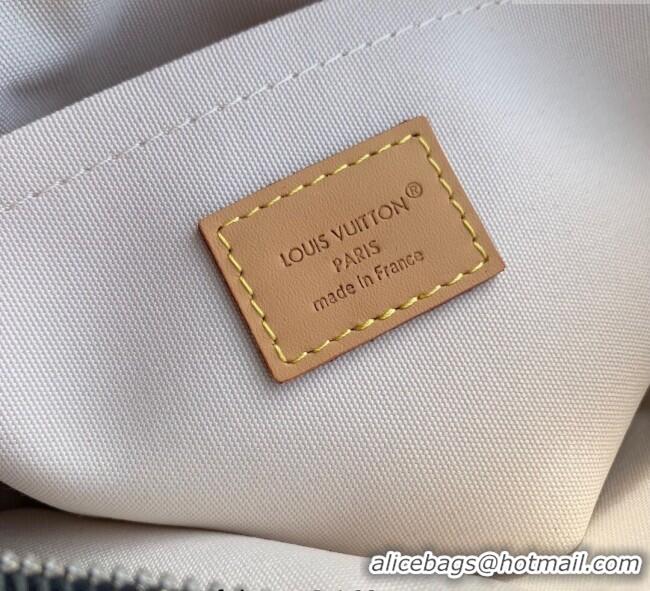 LOUIS VUITTON®
PARIS
made in France
alicebags@hotmail.com